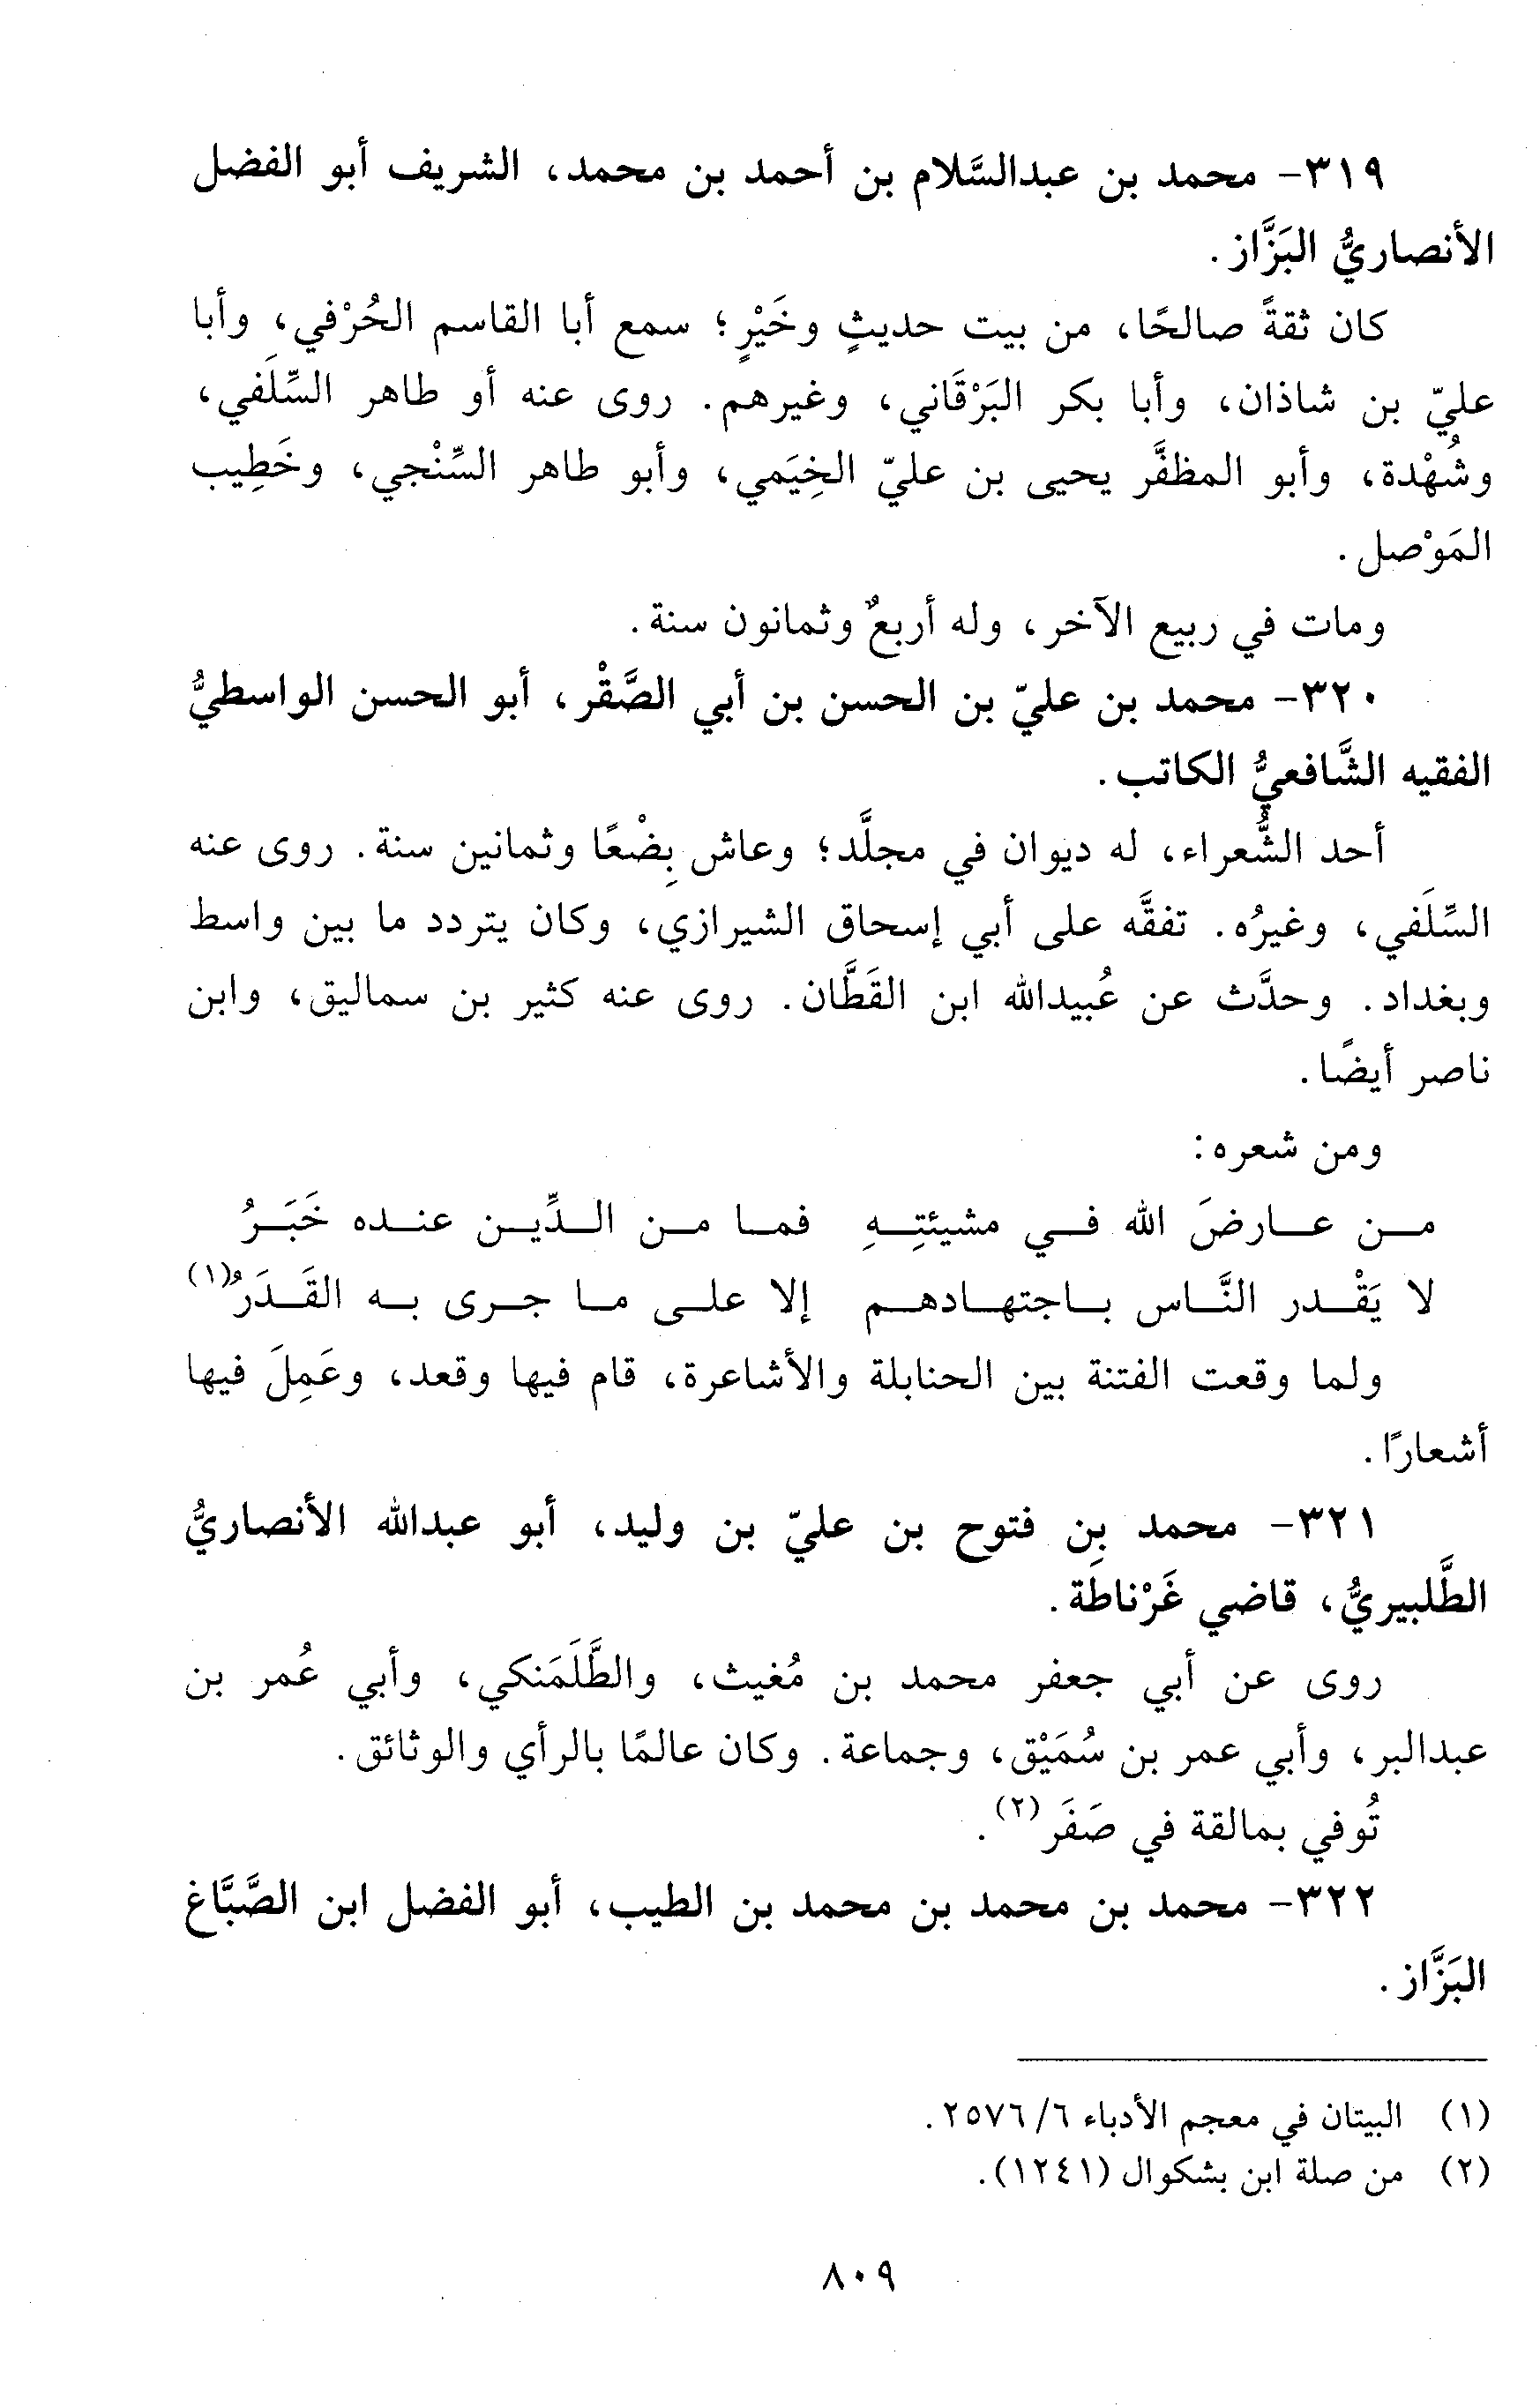 ٣١٩- محمد بن عبدالسَّلام بن أحمد بن محمد، الشريف أبو الفضل
الأنصاريُّ البَزَّاز.
كان ثقةً صالحًا، من بيت حديثٍ وخَيْرٍ؛ سمع أبا القاسم الحُرْفي، وأبا
عليّ بن شاذان، وأبا بكر البَرْقَاني، وغيرهم. روى عنه أو طاهر السِّلَفي،
وشُهْدة، وأبو المظفَّر يحيى بن عليّ الخِيَمي، وأبو طاهر السِّنْجي، وخَطِيب
المَوْصل.
ومات في ربيع الآخر، وله أربعٌ وثمانون سنة.
٣٢٠- محمد بن عليّ بن الحسن بن أبي الصَّقْر، أبو الحسن الواسطيُّ
الفقيه الشَّافعيُّ الكاتب.
أحد الشُّعراء، له ديوان في مجلَّد؛ وعاش بِضْعًا وثمانين سنة. روى عنه
السِّلَفي، وغيرُه. تفقَّه على أبي إسحاق الشيرازي، وكان يتردد ما بين واسط
وبغداد. وحدَّث عن عُبيدالله ابن القَطَّان. روى عنه كثير بن سماليق، وابن
ناصر أيضًا.
ومن شعره:
مـن عـارضَ الله فـي مشيئتِـهِ فمـا مـن الـدِّيـن عنـده خَبَـرُ
لا يَقْـدر النَّـاس بـاجتهـادهـم إلا علـى مـا جـرى بـه القَـدَرُ(١)
ولما وقعت الفتنة بين الحنابلة والأشاعرة، قام فيها وقعد، وعَمِلَ فيها
أشعارًا.
٣٢١- محمد بن فتوح بن عليّ بن وليد، أبو عبدالله الأنصاريُّ
الطَّلبيريُّ، قاضي غَرْناطَة.
روى عن أبي جعفر محمد بن مُغيث، والطَّلَمَنكي، وأبي عُمر بن
عبدالبر، وأبي عمر بن سُمَيْق، وجماعة. وكان عالمًا بالرأي والوثائق.
تُوفي بمالقة في صَفَر(٢).
٣٢٢- محمد بن محمد بن محمد بن الطيب، أبو الفضل ابن الصَّبَّاغ
البَزَّاز.
(١) البيتان في معجم الأدباء ٦/ ٢٥٧٦.
(٢) من صلة ابن بشكوال (١٢٤١).
٨٠٩